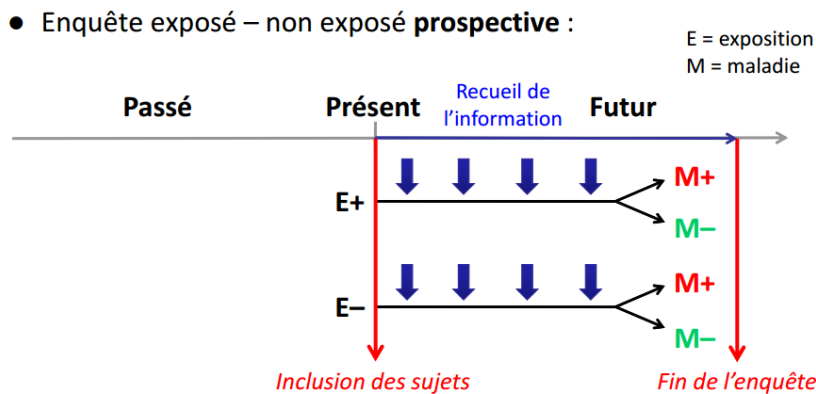 ● Enquête exposé – non exposé prospective :
E = exposition
M = maladie
Passé
Présent
Recueil de
l'information
Futur
E+
M+
M–
E–
M+
M–
Inclusion des sujets
Fin de l'enquête